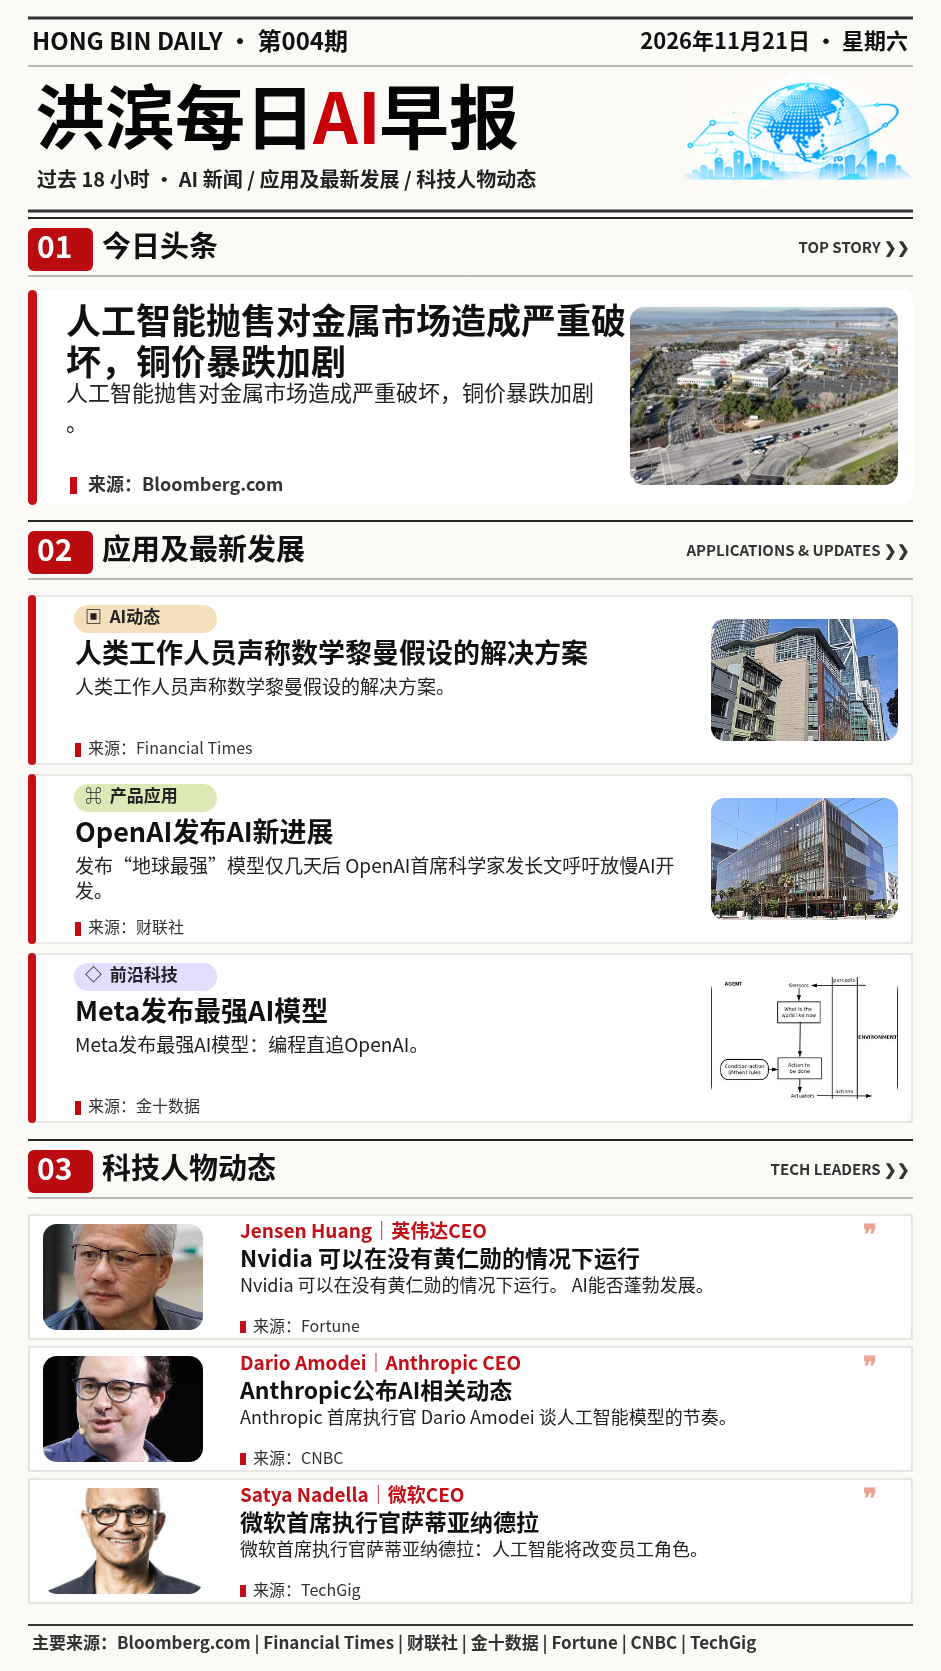 HONG BIN DAILY • 第004期
2026年11月21日 • 星期六
洪滨每日AI早报
过去 18 小时 • AI 新闻 / 应用及最新发展 / 科技人物动态
01 今日头条
TOP STORY ❯❯
人工智能抛售对金属市场造成严重破
坏，铜价暴跌加剧
人工智能抛售对金属市场造成严重破坏，铜价暴跌加剧
。
来源：Bloomberg.com
02 应用及最新发展
APPLICATIONS & UPDATES ❯❯
▣ AI动态
人类工作人员声称数学黎曼假设的解决方案
人类工作人员声称数学黎曼假设的解决方案。
来源：Financial Times
⌘ 产品应用
OpenAI发布AI新进展
发布“地球最强”模型仅几天后 OpenAI首席科学家发长文呼吁放慢AI开
发。
来源：财联社
◇ 前沿科技
Meta发布最强AI模型
Meta发布最强AI模型：编程直追OpenAI。
来源：金十数据
AGENT
percepts
Sensors
What is the
world like now
ENVIRONMENT
Condition-action
(if-then) rules
Action to
be done
actions
Actuators
03 科技人物动态
TECH LEADERS ❯❯
Jensen Huang｜英伟达CEO
Nvidia 可以在没有黄仁勋的情况下运行
Nvidia 可以在没有黄仁勋的情况下运行。 AI能否蓬勃发展。
来源：Fortune
Dario Amodei｜Anthropic CEO
Anthropic公布AI相关动态
Anthropic 首席执行官 Dario Amodei 谈人工智能模型的节奏。
来源：CNBC
Satya Nadella｜微软CEO
微软首席执行官萨蒂亚纳德拉
微软首席执行官萨蒂亚纳德拉：人工智能将改变员工角色。
来源：TechGig
主要来源：Bloomberg.com | Financial Times | 财联社 | 金十数据 | Fortune | CNBC | TechGig